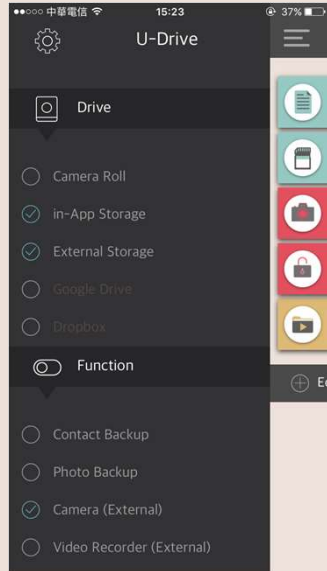 中華電信 15:23 37%
U-Drive
Drive
Camera Roll
in-App Storage
External Storage
Google Drive
Dropbox
Function
Contact Backup
Photo Backup
Camera (External)
Video Recorder (External)